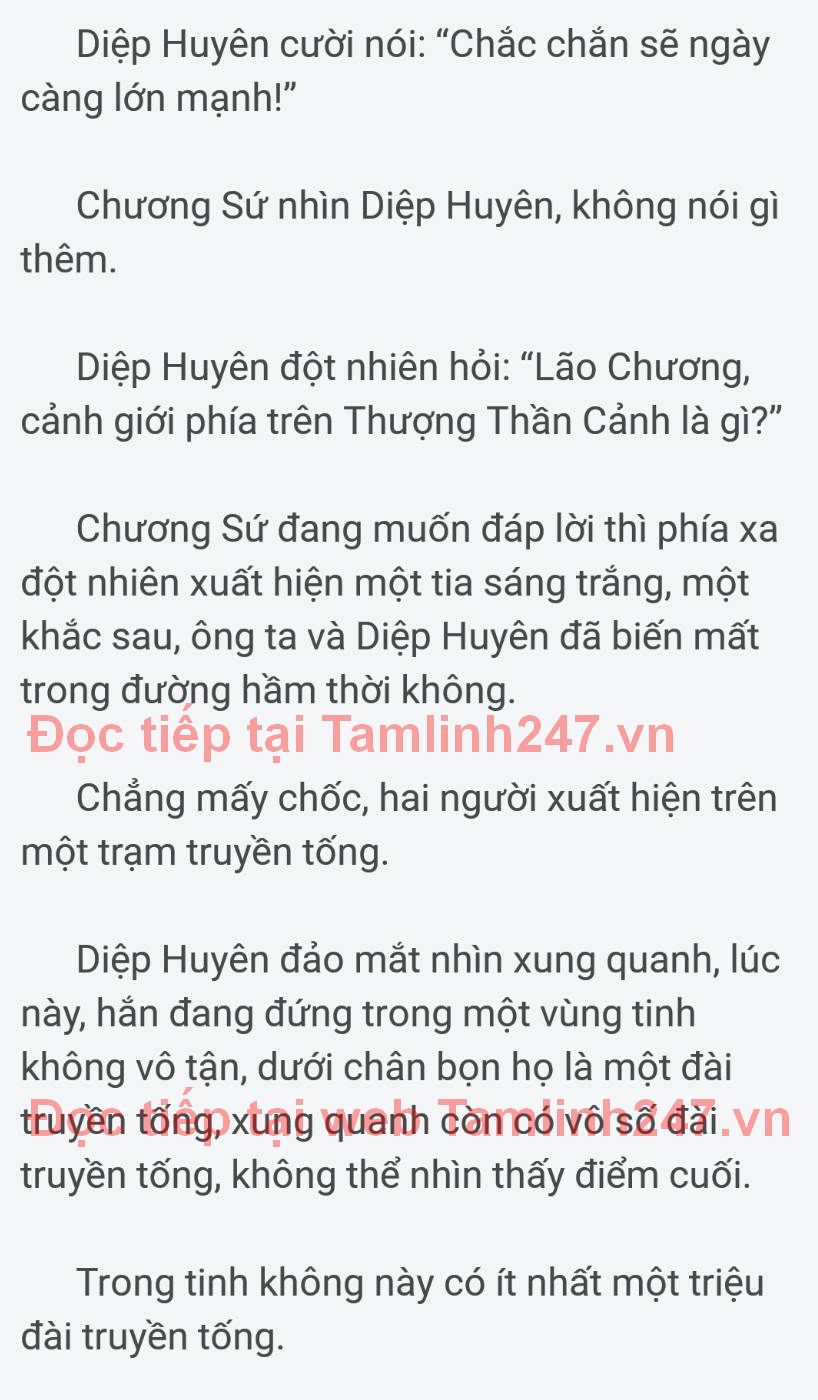 Diệp Huyên cười nói: “Chắc chắn sẽ ngày
càng lớn mạnh!”
Chương Sứ nhìn Diệp Huyên, không nói gì
thêm.
Diệp Huyên đột nhiên hỏi: “Lão Chương,
cảnh giới phía trên Thượng Thần Cảnh là gì?”
Chương Sứ đang muốn đáp lời thì phía xa
đột nhiên xuất hiện một tia sáng trắng, một
khắc sau, ông ta và Diệp Huyên đã biến mất
trong đường hầm thời không.
Đọc tiếp tại Tamlinh247.vn
Chẳng mấy chốc, hai người xuất hiện trên
một trạm truyền tống.
Diệp Huyên đảo mắt nhìn xung quanh, lúc
này, hắn đang đứng trong một vùng tinh
không vô tận, dưới chân bọn họ là một đài
truyền tống, xung quanh còn có vô số đài
Đọc tiếp tại web Tamlinh247.vn
truyền tống, không thể nhìn thấy điểm cuối.
Trong tinh không này có ít nhất một triệu
đài truyền tống.